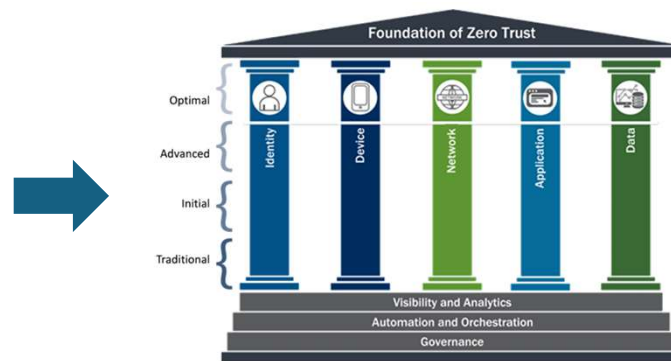 Foundation of Zero Trust
Optimal
Advanced
Initial
Traditional
Identity
Device
Network
Application
Data
Visibility and Analytics
Automation and Orchestration
Governance